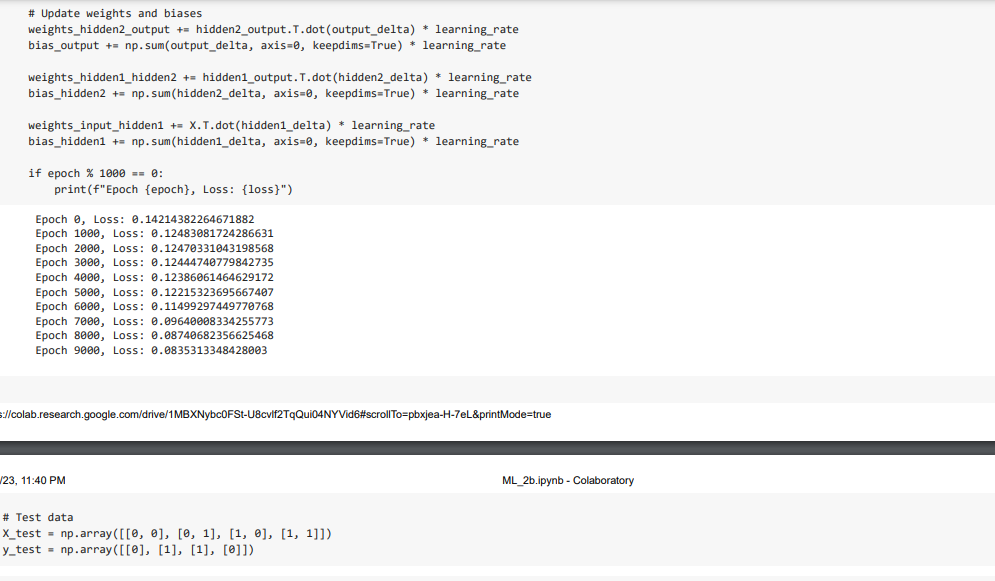 # Update weights and biases
weights_hidden2_output += hidden2_output.T.dot(output_delta) * learning_rate
bias_output += np.sum(output_delta, axis=0, keepdims=True) * learning_rate
weights_hidden1_hidden2 += hidden1_output.T.dot(hidden2_delta) * learning_rate
bias_hidden2 += np.sum(hidden2_delta, axis=0, keepdims=True) * learning_rate
weights_input_hidden1 += X.T.dot(hidden1_delta) * learning_rate
bias_hidden1 += np.sum(hidden1_delta, axis=0, keepdims=True) * learning_rate
if epoch % 1000 == 0:
print(f"Epoch {epoch}, Loss: {loss}")
Epoch 0, Loss: 0.14214382264671882
Epoch 1000, Loss: 0.12483081724286631
Epoch 2000, Loss: 0.12470331043198568
Epoch 3000, Loss: 0.12444740779842735
Epoch 4000, Loss: 0.12386061464629172
Epoch 5000, Loss: 0.12215323695667407
Epoch 6000, Loss: 0.11499297449770768
Epoch 7000, Loss: 0.09640008334255773
Epoch 8000, Loss: 0.08740682356625468
Epoch 9000, Loss: 0.0835313348428003
s://colab.research.google.com/drive/1MBXNybc0FSt-U8cvlf2TqQui04NYVid6#scrollTo=pbxjea-H-7eL&printMode=true
/23, 11:40 PM ML_2b.ipynb - Colaboratory
# Test data
X_test = np.array([[0, 0], [0, 1], [1, 0], [1, 1]])
y_test = np.array([[0], [1], [1], [0]])